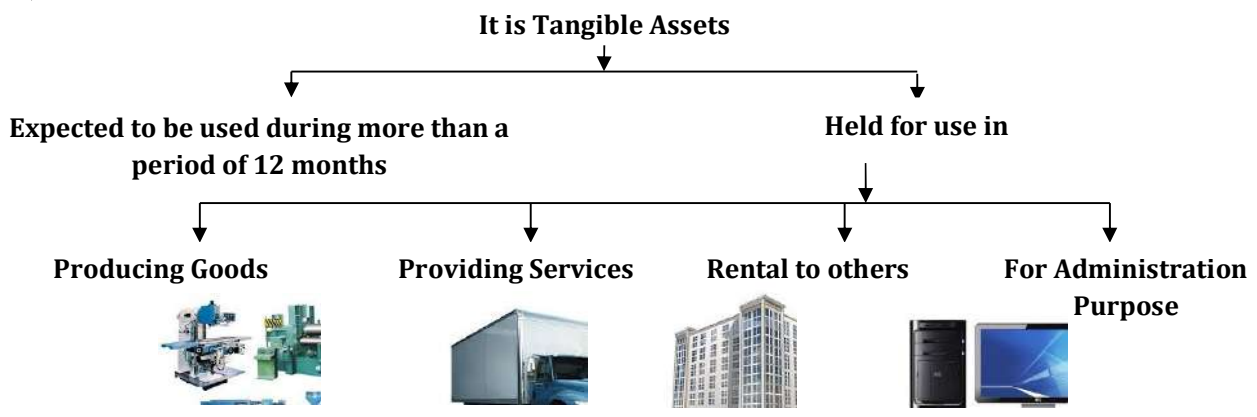 It is Tangible Assets
Expected to be used during more than a
period of 12 months
Held for use in
Producing Goods
Providing Services
Rental to others
For Administration
Purpose